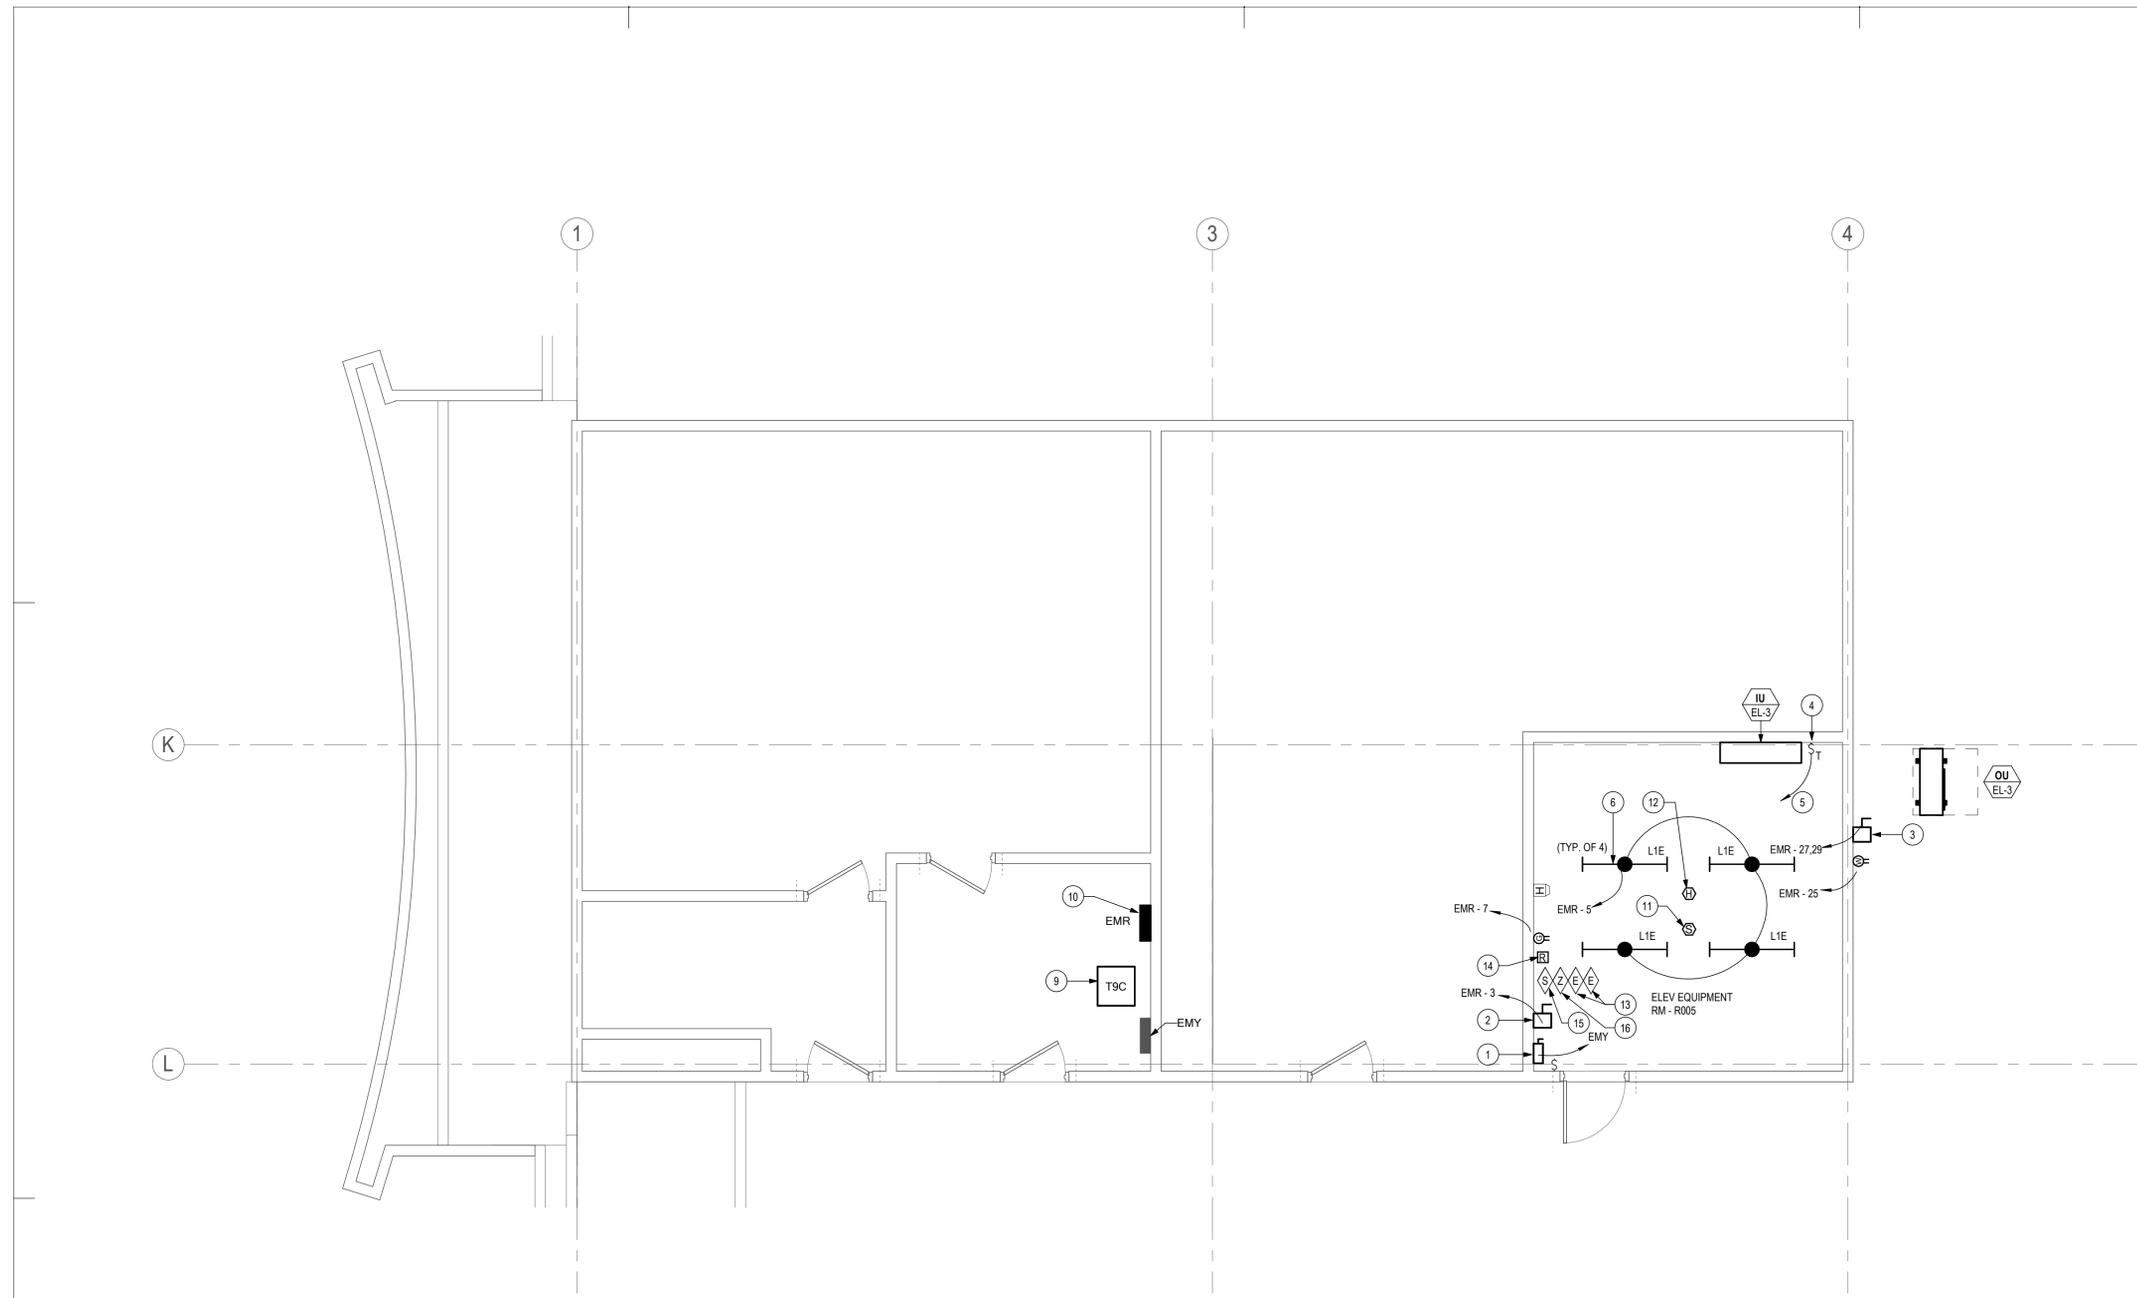 1
3
4
K
L
IU
EL-3
4
S
T
OU
EL-3
5
6
12
3
(TYP. OF 4)
L1E
L1E
EMR - 27,29
W
H
H
EMR - 25
10
EMR
EMR - 7
EMR - 5
11
S
G
L1E
L1E
14
R
9
T9C
S
Z
E
E
EMR - 3
13
ELEV EQUIPMENT
RM - R005
2
15
16
EMY
EMY
1
S